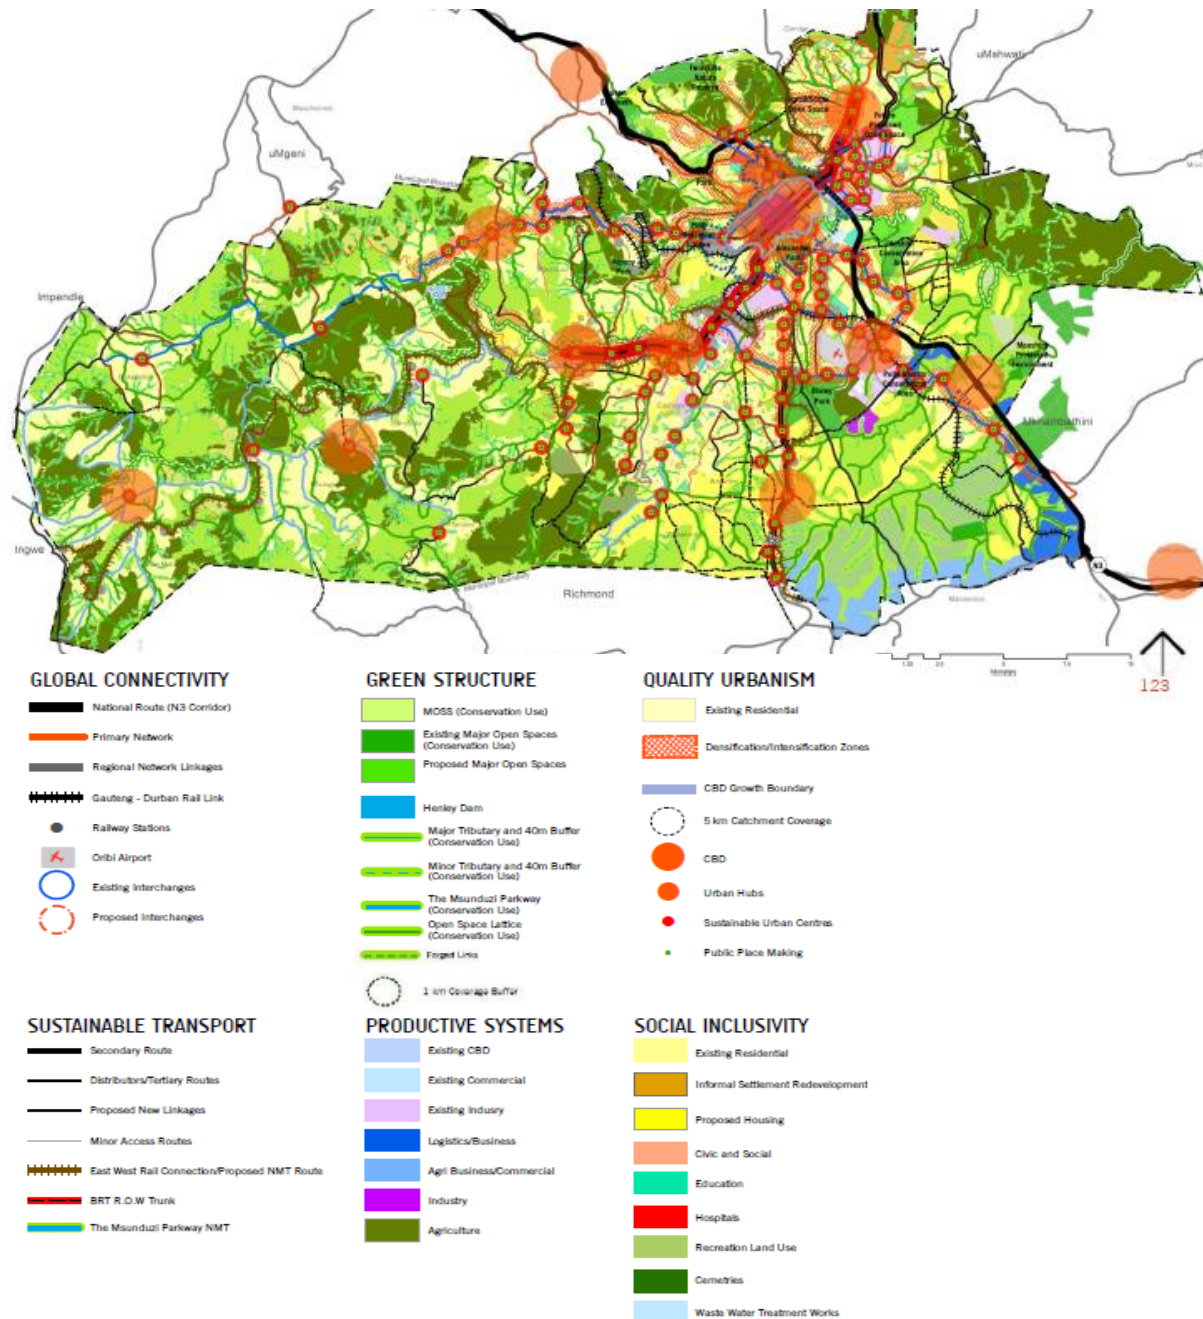 uMshwati
uMgeni
Impendle
Mkhambathini
Ingwe
Richmond
N3
123
GLOBAL CONNECTIVITY
National Route (N3 Corridor)
Primary Network
Regional Network Linkages
Gauteng - Durban Rail Link
Railway Stations
Oribi Airport
Existing Interchanges
Proposed Interchanges
GREEN STRUCTURE
MOSS (Conservation Use)
Existing Major Open Spaces
(Conservation Use)
Proposed Major Open Spaces
Henley Dam
Major Tributary and 40m Buffer
(Conservation Use)
Minor Tributary and 40m Buffer
(Conservation Use)
The Msunduzi Parkway
(Conservation Use)
Open Space Lattice
(Conservation Use)
Forged Links
1 km Coverage Buffer
QUALITY URBANISM
Existing Residential
Densification/Intensification Zones
CBD Growth Boundary
5 km Catchment Coverage
CBD
Urban Hubs
Sustainable Urban Centres
Public Place Making
SUSTAINABLE TRANSPORT
Secondary Route
Distributors/Tertiary Routes
Proposed New Linkages
Minor Access Routes
East West Rail Connection/Proposed NMT Route
BRT R.O.W Trunk
The Msunduzi Parkway NMT
PRODUCTIVE SYSTEMS
Existing CBD
Existing Commercial
Existing Indusry
Logistics/Business
Agri Business/Commercial
Industry
Agriculture
SOCIAL INCLUSIVITY
Existing Residential
Informal Settlement Redevelopment
Proposed Housing
Civic and Social
Education
Hospitals
Recreation Land Use
Cemetries
Waste Water Treatment Works